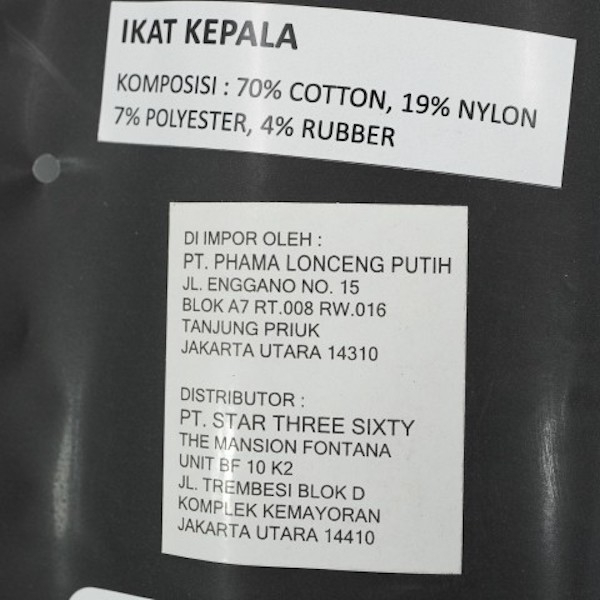 IKAT KEPALA
KOMPOSISI : 70% COTTON, 19% NYLON
7% POLYESTER, 4% RUBBER
DI IMPOR OLEH :
PT. PHAMA LONCENG PUTIH
JL. ENGGANO NO. 15
BLOK A7 RT.008 RW.016
TANJUNG PRIUK
JAKARTA UTARA 14310
DISTRIBUTOR :
PT. STAR THREE SIXTY
THE MANSION FONTANA
UNIT BF 10 K2
JL. TREMBESI BLOK D
KOMPLEK KEMAYORAN
JAKARTA UTARA 14410